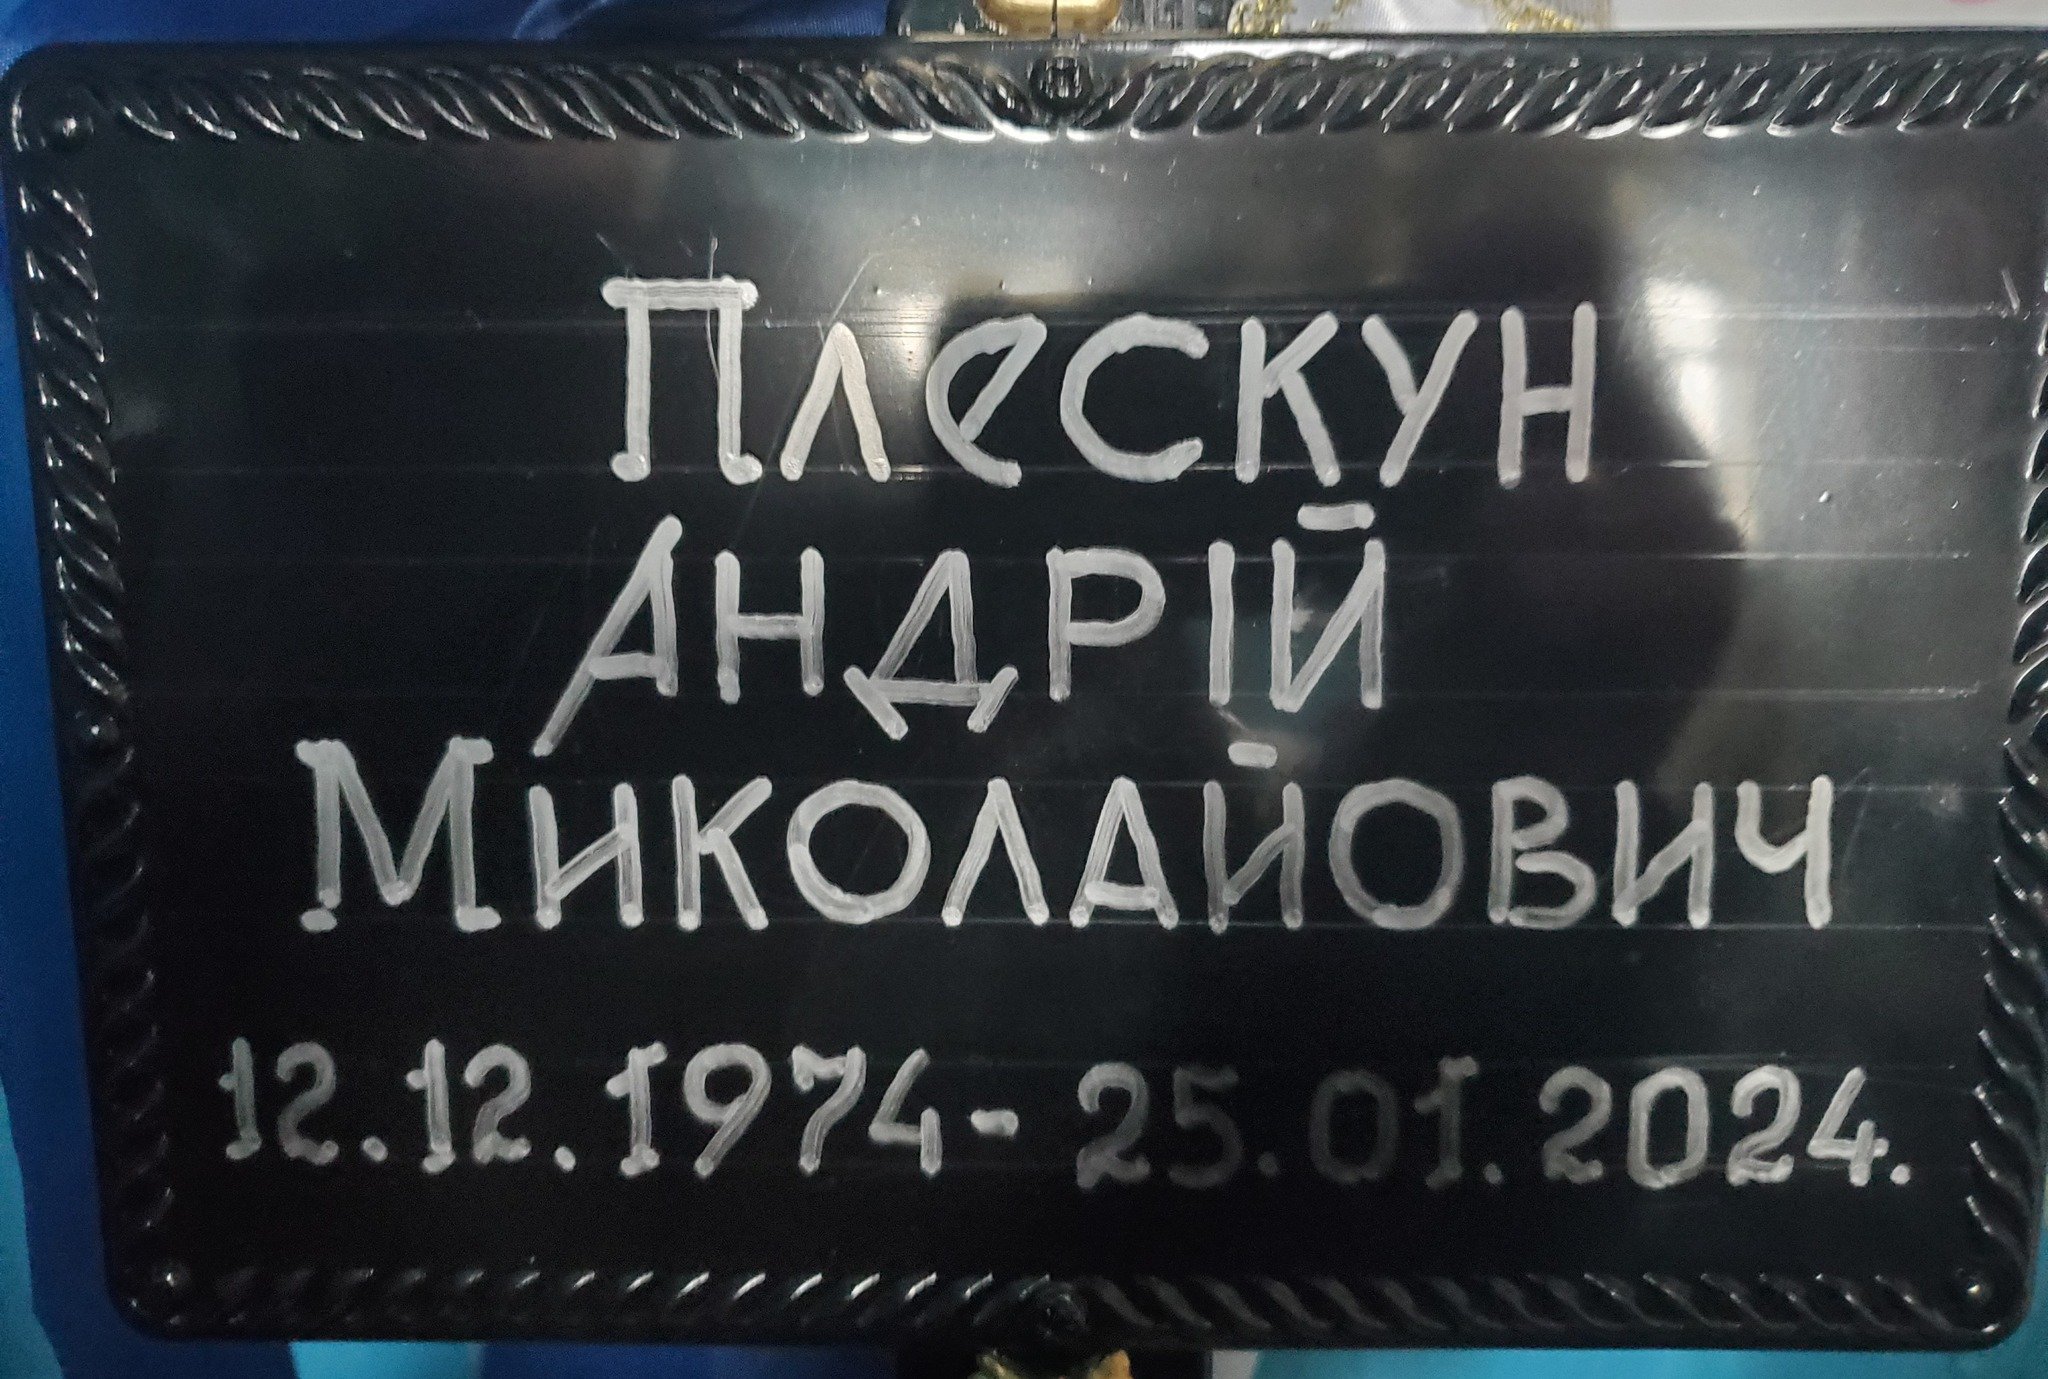 Плескун
Андрій
Миколайович
12.12.1974-25.01.2024.